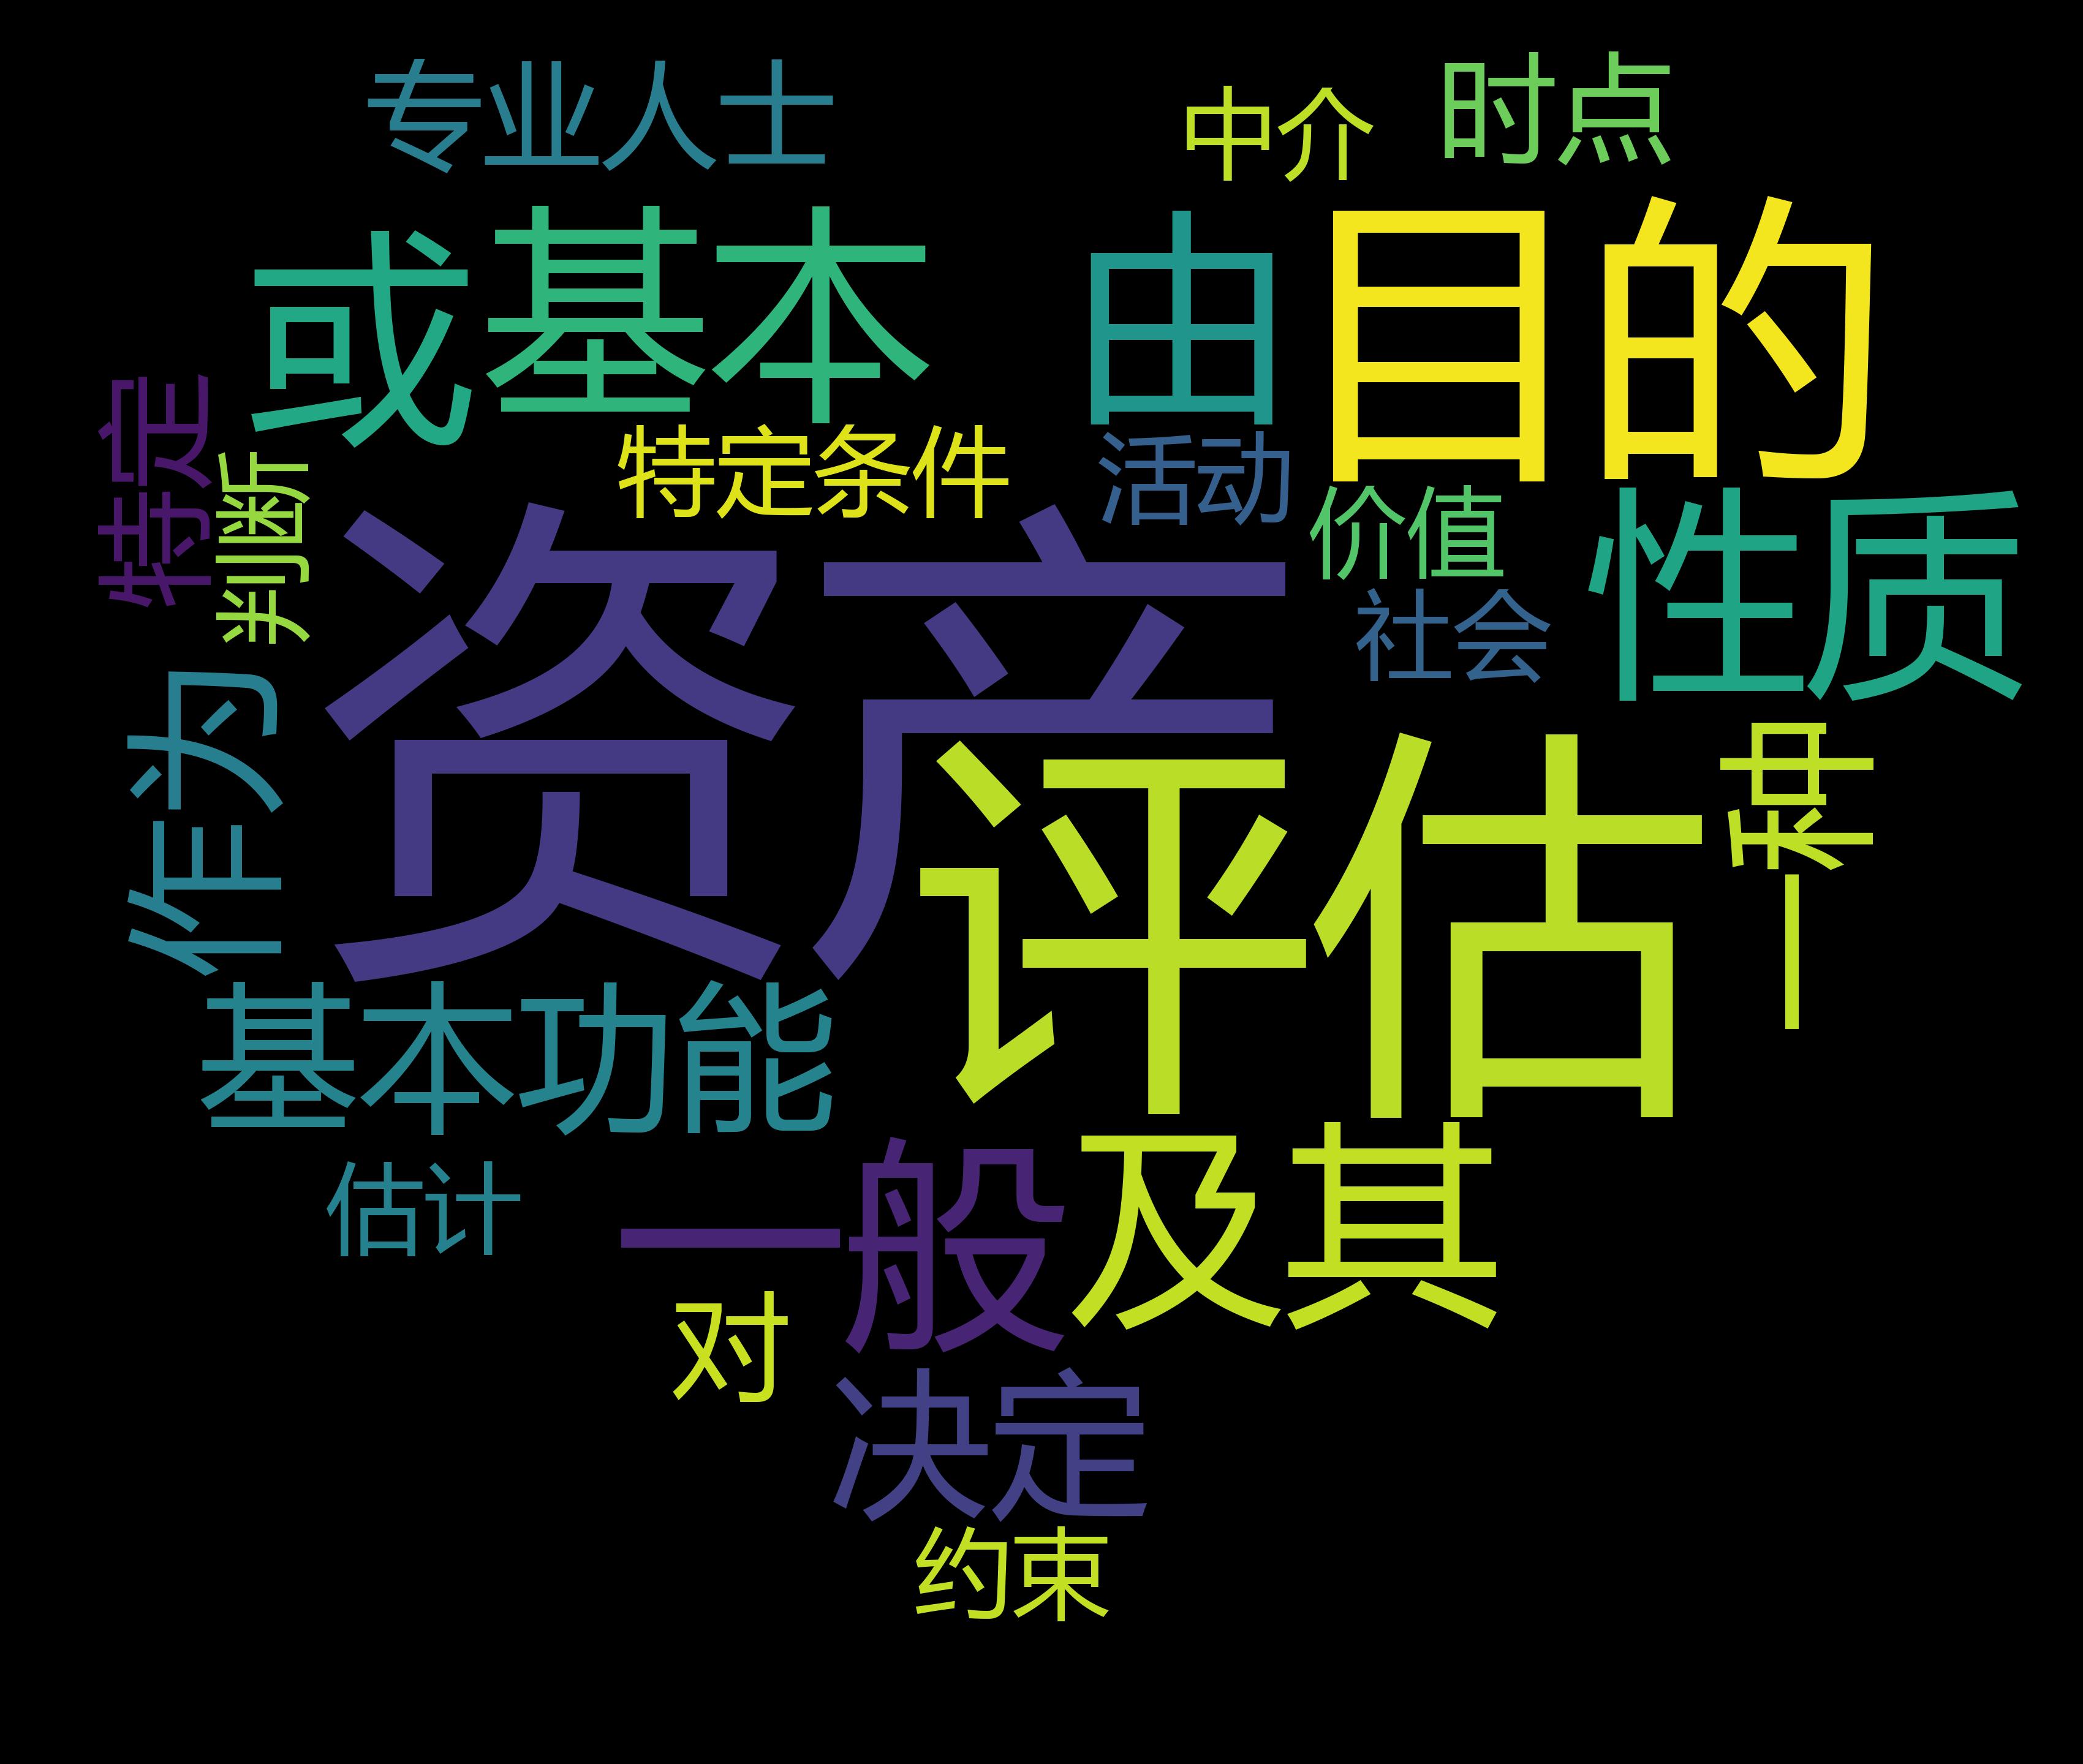 专业人士
中介
时点
或
基本
由
目的
特定
判断
特定条件
活动
价值
社会
性质
资产
评估
作为
某一
基本功能
估计
一般
及其
对
决定
约束